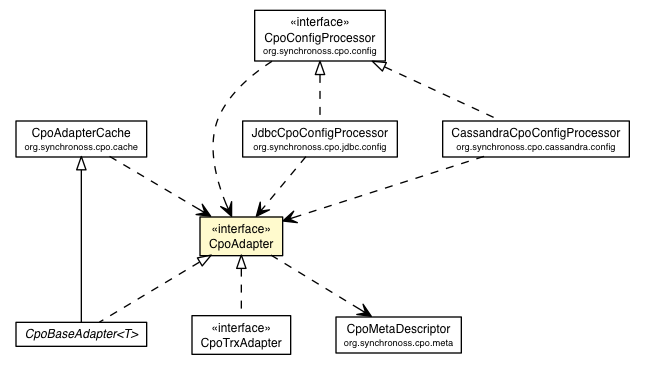 «interface»
CpoConfigProcessor
org.synchronoss.cpo.config
CpoAdapterCache
org.synchronoss.cpo.cache
JdbcCpoConfigProcessor
org.synchronoss.cpo.jdbc.config
CassandraCpoConfigProcessor
org.synchronoss.cpo.cassandra.config
«interface»
CpoAdapter
CpoBaseAdapter<T>
«interface»
CpoTrxAdapter
CpoMetaDescriptor
org.synchronoss.cpo.meta